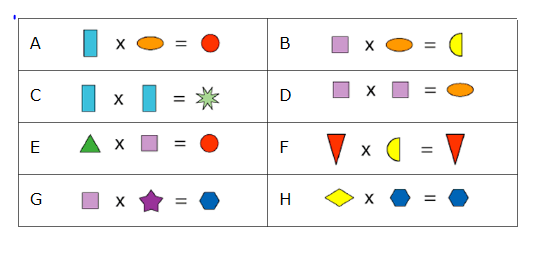 A x = B x =
C x = D x =
E x = F x =
G x = H x =